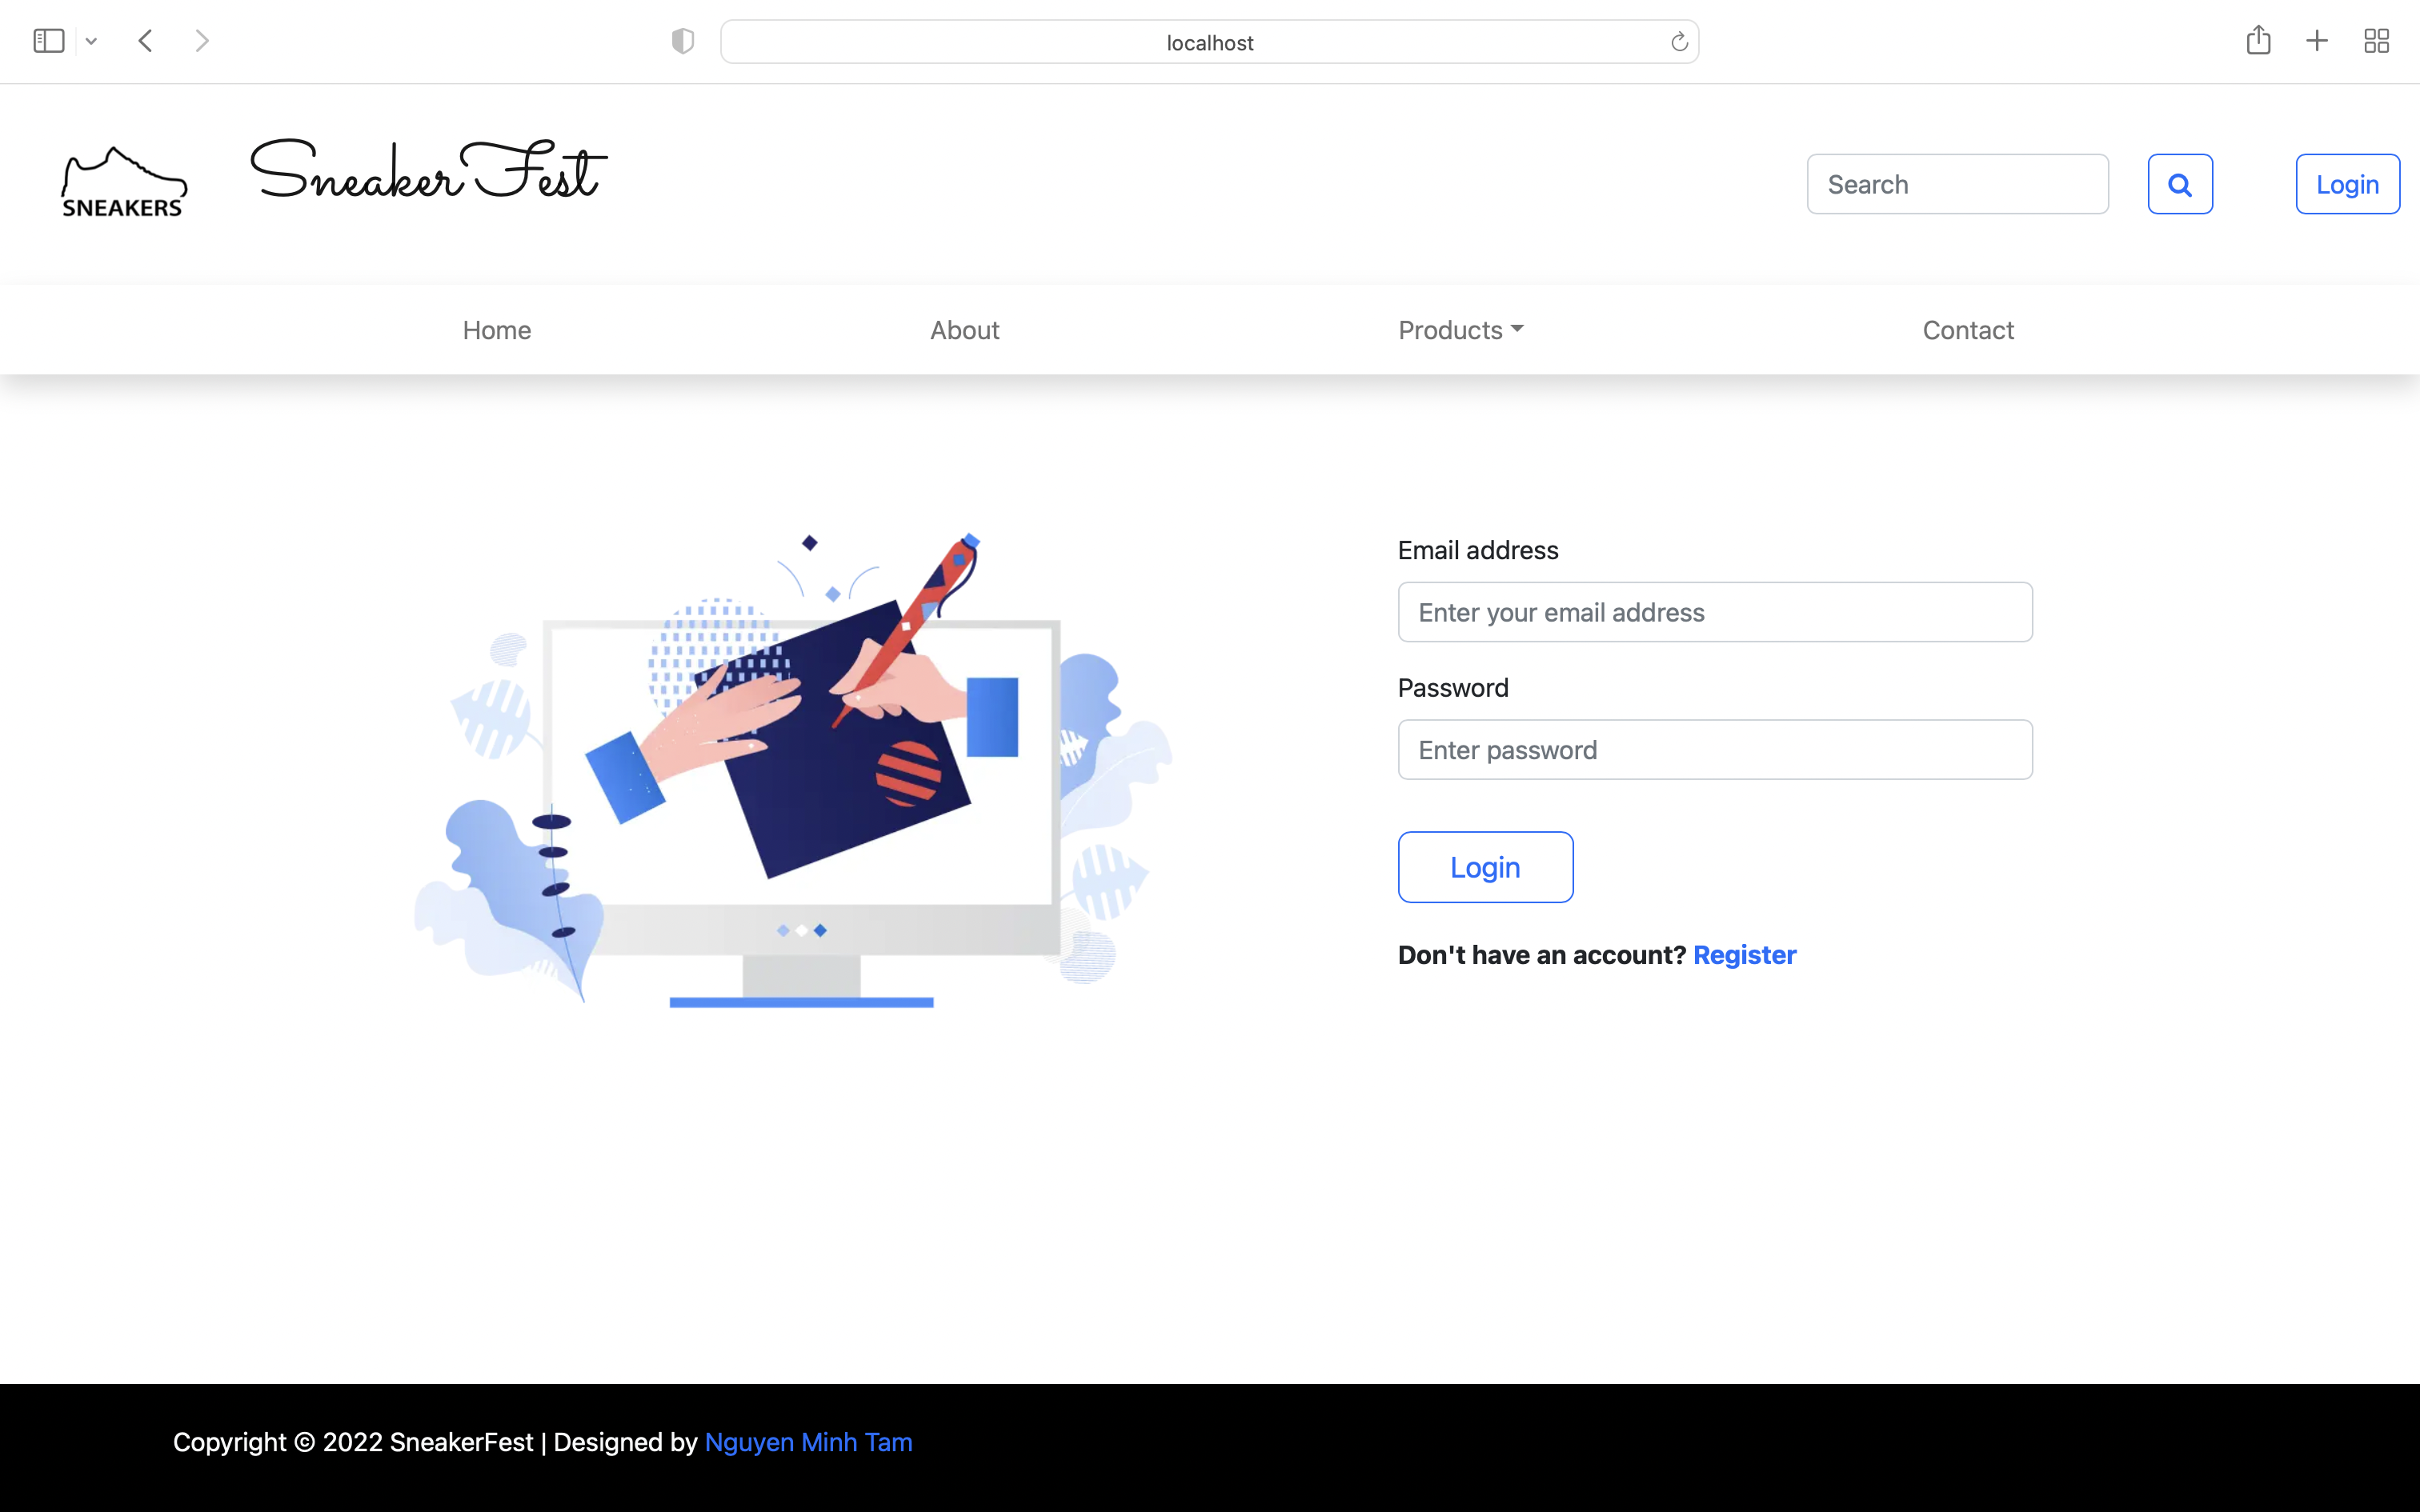 localhost
SNEAKERS
SneakerFest
Search
Login
Home
About
Products
Contact
Email address
Enter your email address
Password
Enter password
Login
Don't have an account? Register
Copyright © 2022 SneakerFest | Designed by Nguyen Minh Tam